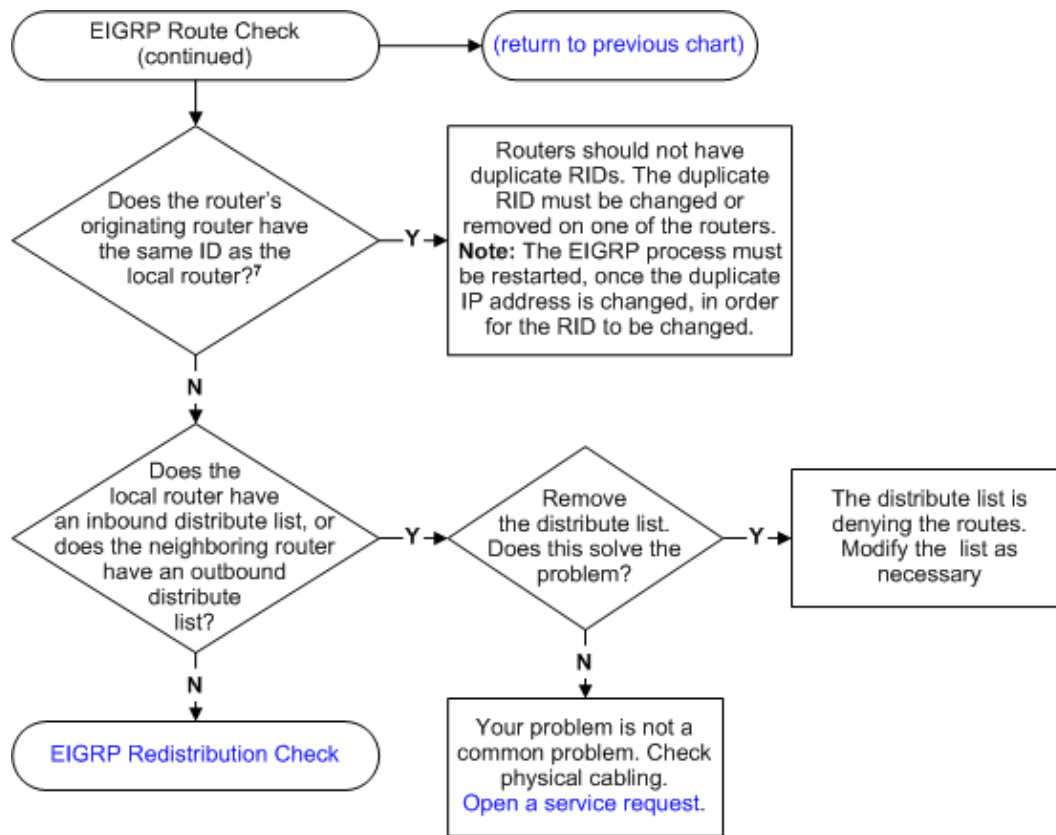 EIGRP Route Check
(continued)
(return to previous chart)
Does the router's
originating router have
the same ID as the
local router?⁷
Y
Routers should not have
duplicate RIDs. The duplicate
RID must be changed or
removed on one of the routers.
Note: The EIGRP process must
be restarted, once the duplicate
IP address is changed, in order
for the RID to be changed.
N
Does the
local router have
an inbound distribute list, or
does the neighboring router
have an outbound
distribute
list?
Y
Remove
the distribute list.
Does this solve the
problem?
Y
The distribute list is
denying the routes.
Modify the list as
necessary
N
N
EIGRP Redistribution Check
Your problem is not a
common problem. Check
physical cabling.
Open a service request.